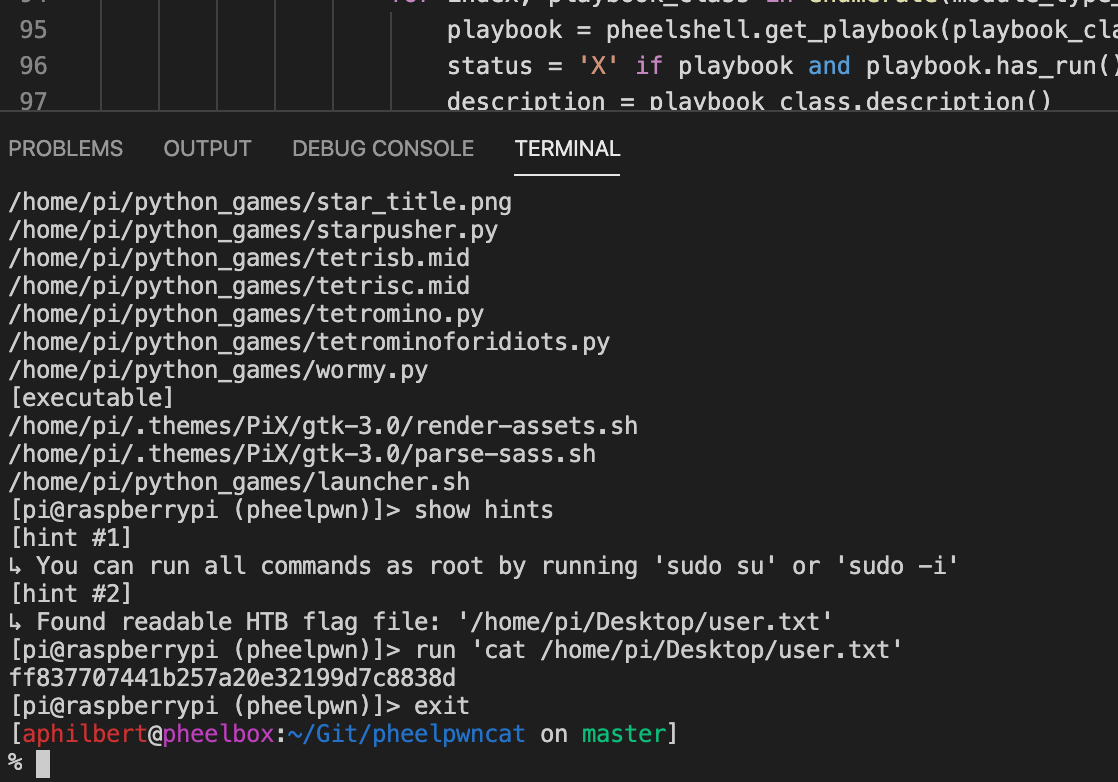 95 playbook = pheelshell.get_playbook(playbook_cla
96 status = 'X' if playbook and playbook.has_run()
97 description = playbook_class.description()
PROBLEMS OUTPUT DEBUG CONSOLE TERMINAL
/home/pi/python_games/star_title.png
/home/pi/python_games/starpusher.py
/home/pi/python_games/tetrisb.mid
/home/pi/python_games/tetrisc.mid
/home/pi/python_games/tetromino.py
/home/pi/python_games/tetrominoforidiots.py
/home/pi/python_games/wormy.py
[executable]
/home/pi/.themes/PiX/gtk-3.0/render-assets.sh
/home/pi/.themes/PiX/gtk-3.0/parse-sass.sh
/home/pi/python_games/launcher.sh
[pi@raspberrypi (pheelpwn)]> show hints
[hint #1]
↳ You can run all commands as root by running 'sudo su' or 'sudo -i'
[hint #2]
↳ Found readable HTB flag file: '/home/pi/Desktop/user.txt'
[pi@raspberrypi (pheelpwn)]> run 'cat /home/pi/Desktop/user.txt'
ff837707441b257a20e32199d7c8838d
[pi@raspberrypi (pheelpwn)]> exit
[aphilbert@pheelbox:~/Git/pheelpwncat on master]
%